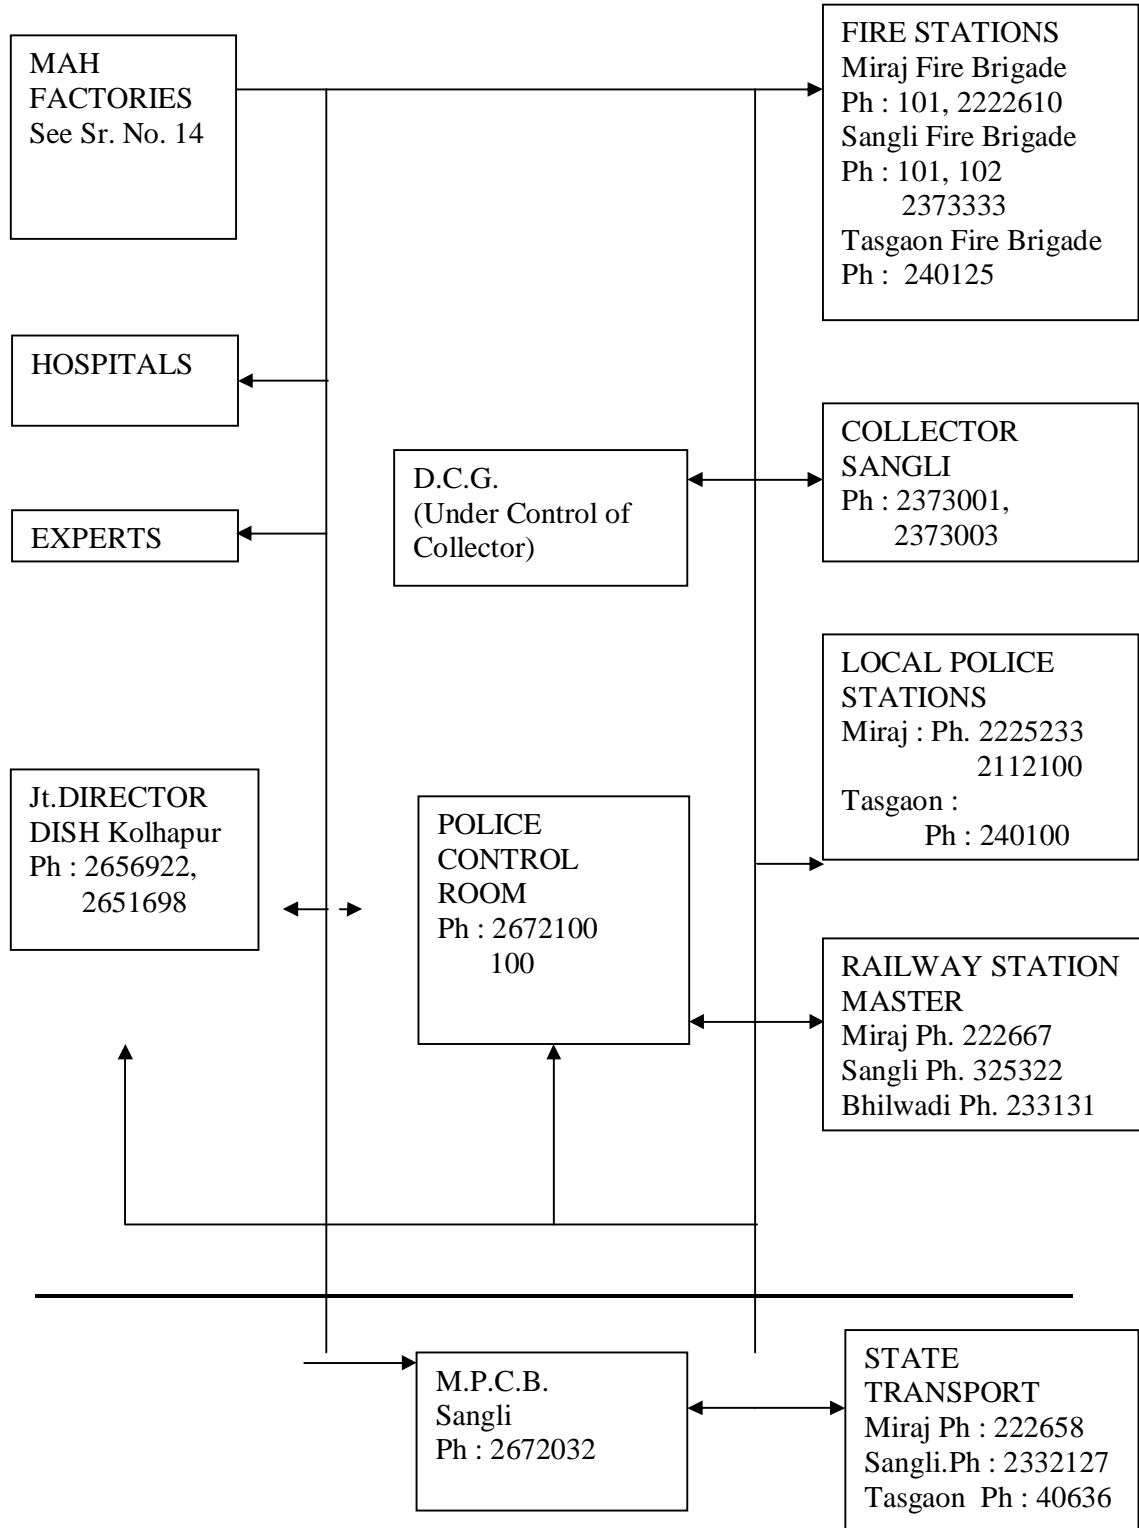 MAH
FACTORIES
See Sr. No. 14
FIRE STATIONS
Miraj Fire Brigade
Ph : 101, 2222610
Sangli Fire Brigade
Ph : 101, 102
2373333
Tasgaon Fire Brigade
Ph : 240125
HOSPITALS
EXPERTS
D.C.G.
(Under Control of
Collector)
COLLECTOR
SANGLI
Ph : 2373001,
2373003
LOCAL POLICE
STATIONS
Miraj : Ph. 2225233
2112100
Tasgaon :
Ph : 240100
Jt.DIRECTOR
DISH Kolhapur
Ph : 2656922,
2651698
POLICE
CONTROL
ROOM
Ph : 2672100
100
RAILWAY STATION
MASTER
Miraj Ph. 222667
Sangli Ph. 325322
Bhilwadi Ph. 233131
M.P.C.B.
Sangli
Ph : 2672032
STATE
TRANSPORT
Miraj Ph : 222658
Sangli.Ph : 2332127
Tasgaon Ph : 40636